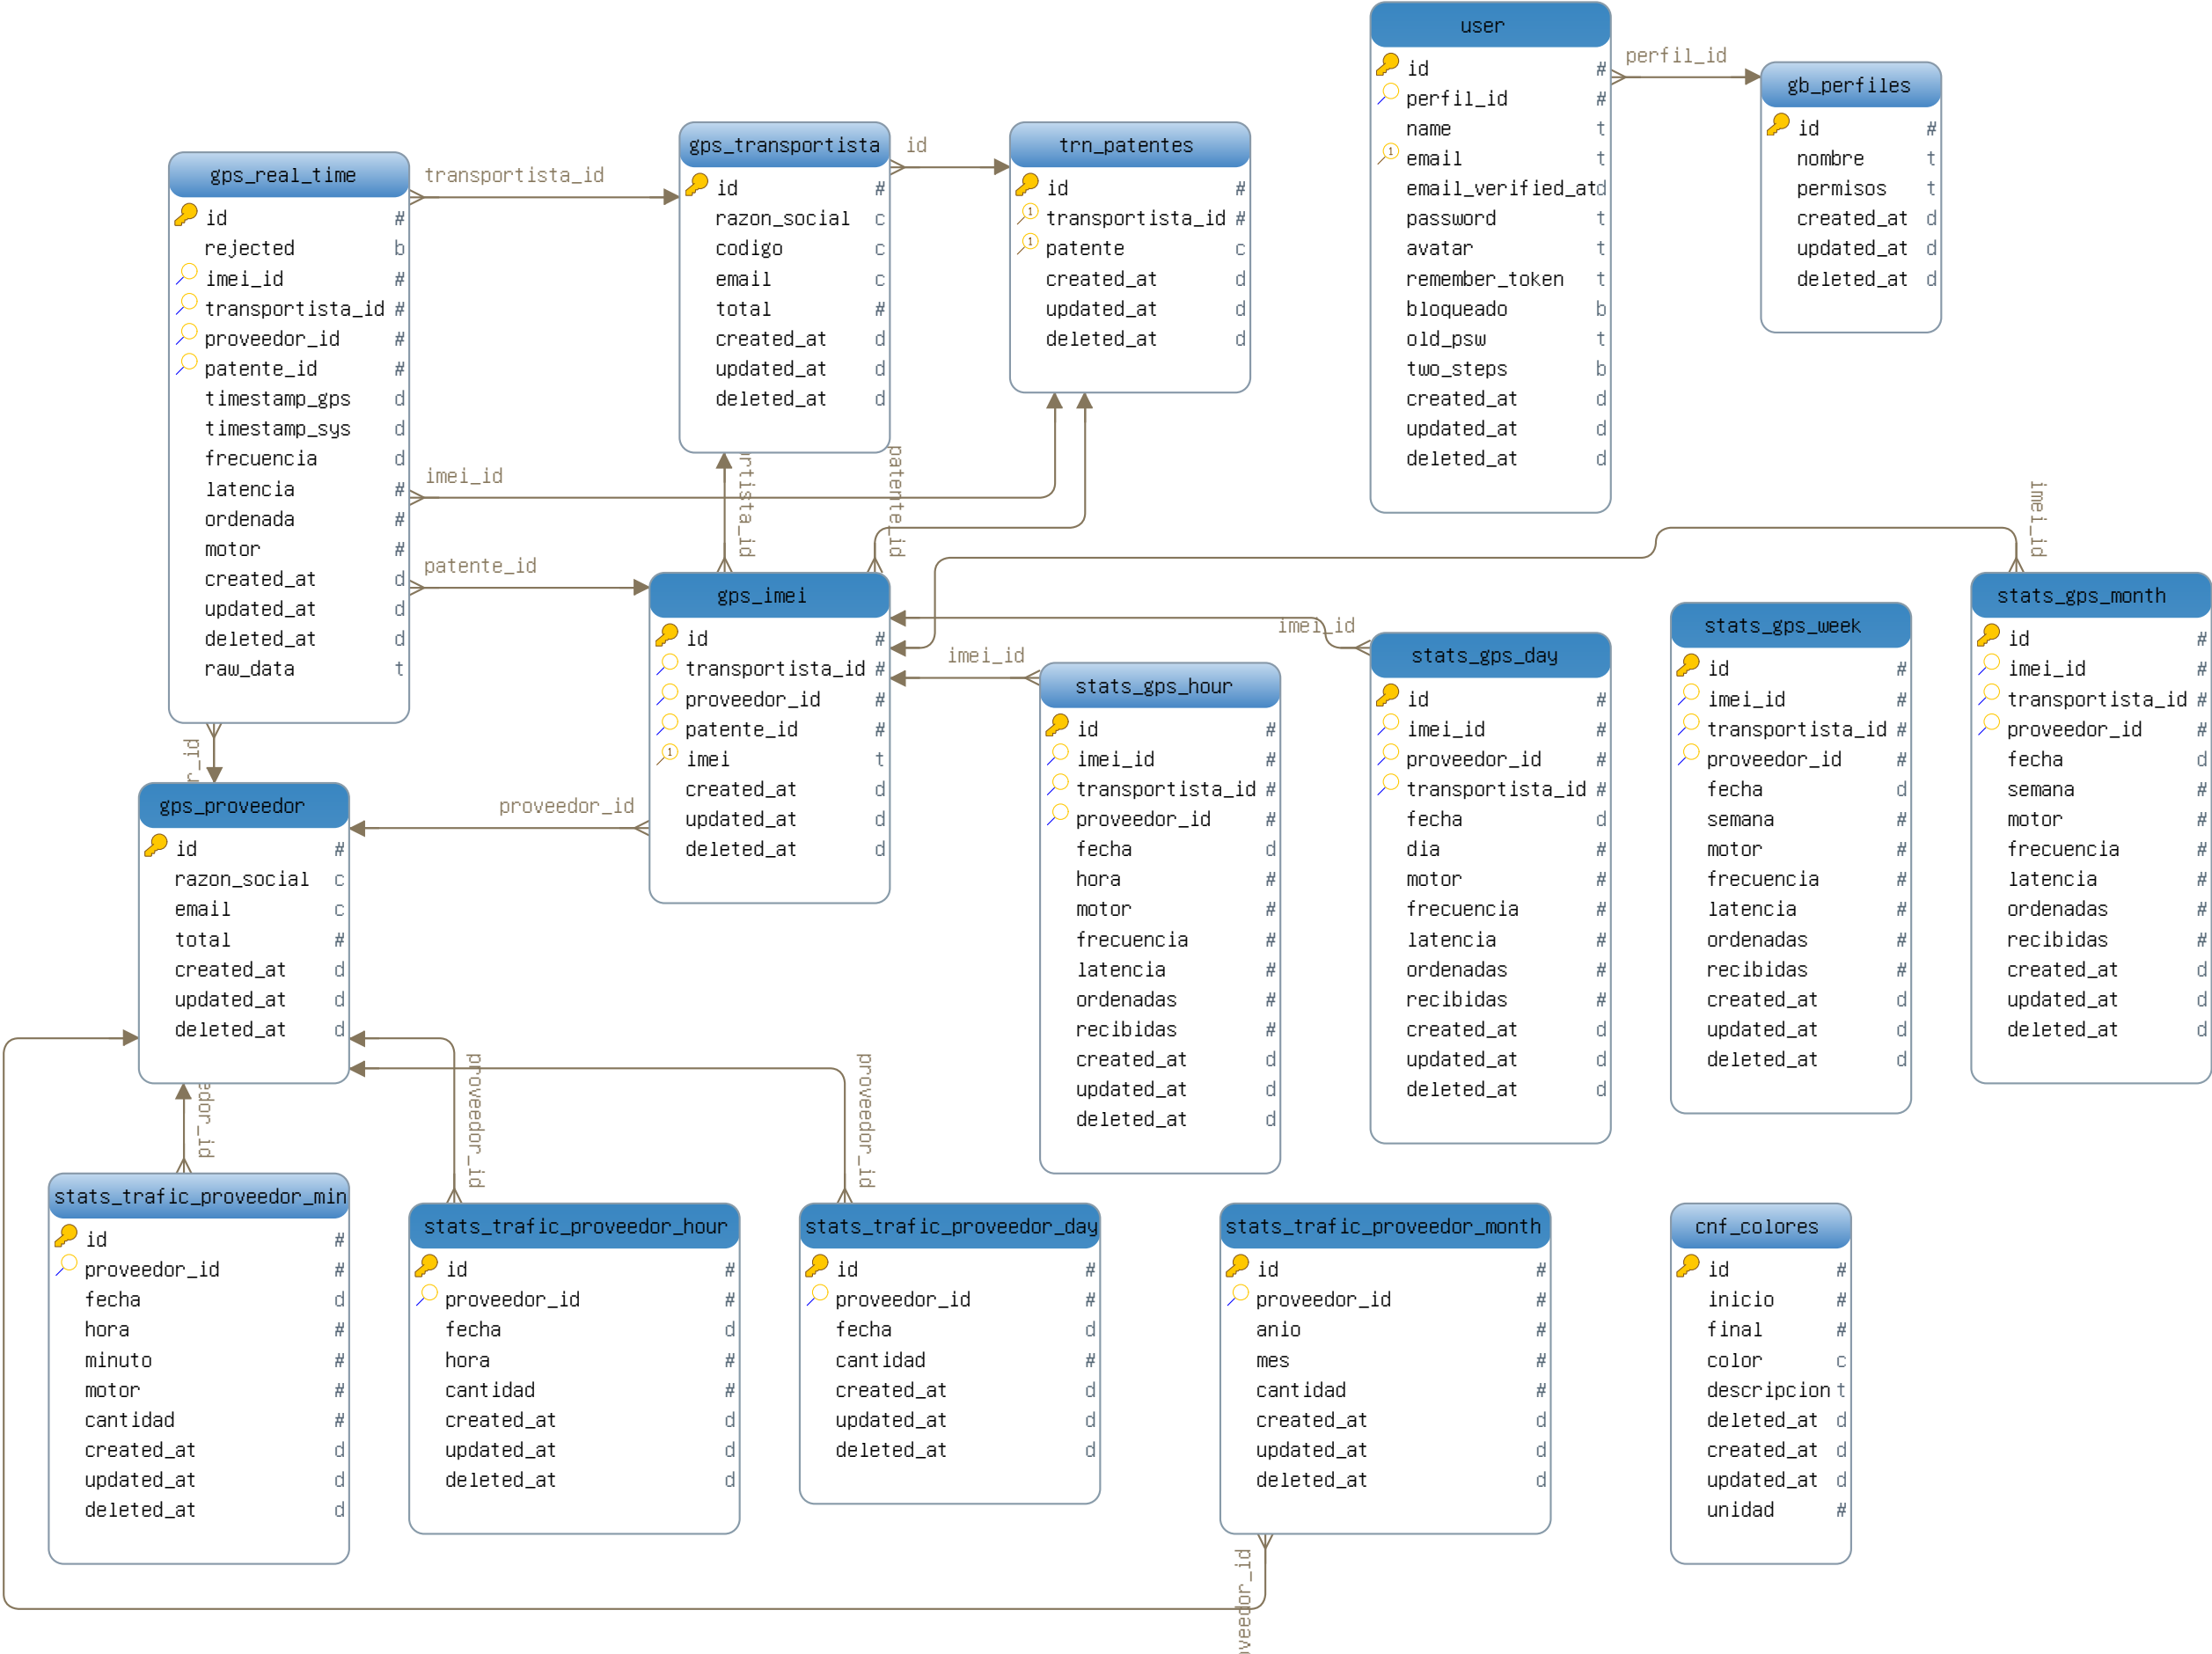 user
id #
perfil_id #
name t
email t
email_verified_at d
password t
avatar t
remember_token t
bloqueado b
old_psw t
two_steps b
created_at d
updated_at d
deleted_at d
perfil_id
gb_perfiles
id #
nombre t
permisos t
created_at d
updated_at d
deleted_at d
gps_real_time
id #
rejected b
imei_id #
transportista_id #
proveedor_id #
patente_id #
timestamp_gps d
timestamp_sys d
frecuencia d
latencia #
ordenada #
motor #
created_at d
updated_at d
deleted_at d
raw_data t
transportista_id
gps_transportista
id #
razon_social c
codigo c
email c
total #
created_at d
updated_at d
deleted_at d
id
trn_patentes
id #
transportista_id #
patente c
created_at d
updated_at d
deleted_at d
imei_id
rtista_id
patente_id
patente_id
gps_imei
id #
transportista_id #
proveedor_id #
patente_id #
imei t
created_at d
updated_at d
deleted_at d
imei_id
stats_gps_hour
id #
imei_id #
transportista_id #
proveedor_id #
fecha d
hora #
motor #
frecuencia #
latencia #
ordenadas #
recibidas #
created_at d
updated_at d
deleted_at d
imei_id
stats_gps_day
id #
imei_id #
proveedor_id #
transportista_id #
fecha d
dia #
motor #
frecuencia #
latencia #
ordenadas #
recibidas #
created_at d
updated_at d
deleted_at d
stats_gps_week
id #
imei_id #
transportista_id #
proveedor_id #
fecha d
semana #
motor #
frecuencia #
latencia #
ordenadas #
recibidas #
created_at d
updated_at d
deleted_at d
imei_id
stats_gps_month
id #
imei_id #
transportista_id #
proveedor_id #
fecha d
semana #
motor #
frecuencia #
latencia #
ordenadas #
recibidas #
created_at d
updated_at d
deleted_at d
r_id
gps_proveedor
id #
razon_social c
email c
total #
created_at d
updated_at d
deleted_at d
proveedor_id
edor_id
proveedor_id
proveedor_id
stats_trafic_proveedor_min
id #
proveedor_id #
fecha d
hora #
minuto #
motor #
cantidad #
created_at d
updated_at d
deleted_at d
stats_trafic_proveedor_hour
id #
proveedor_id #
fecha d
hora #
cantidad #
created_at d
updated_at d
deleted_at d
stats_trafic_proveedor_day
id #
proveedor_id #
fecha d
cantidad #
created_at d
updated_at d
deleted_at d
stats_trafic_proveedor_month
id #
proveedor_id #
anio #
mes #
cantidad #
created_at d
updated_at d
deleted_at d
veedor_id
cnf_colores
id #
inicio #
final #
color c
descripcion t
deleted_at d
created_at d
updated_at d
unidad #